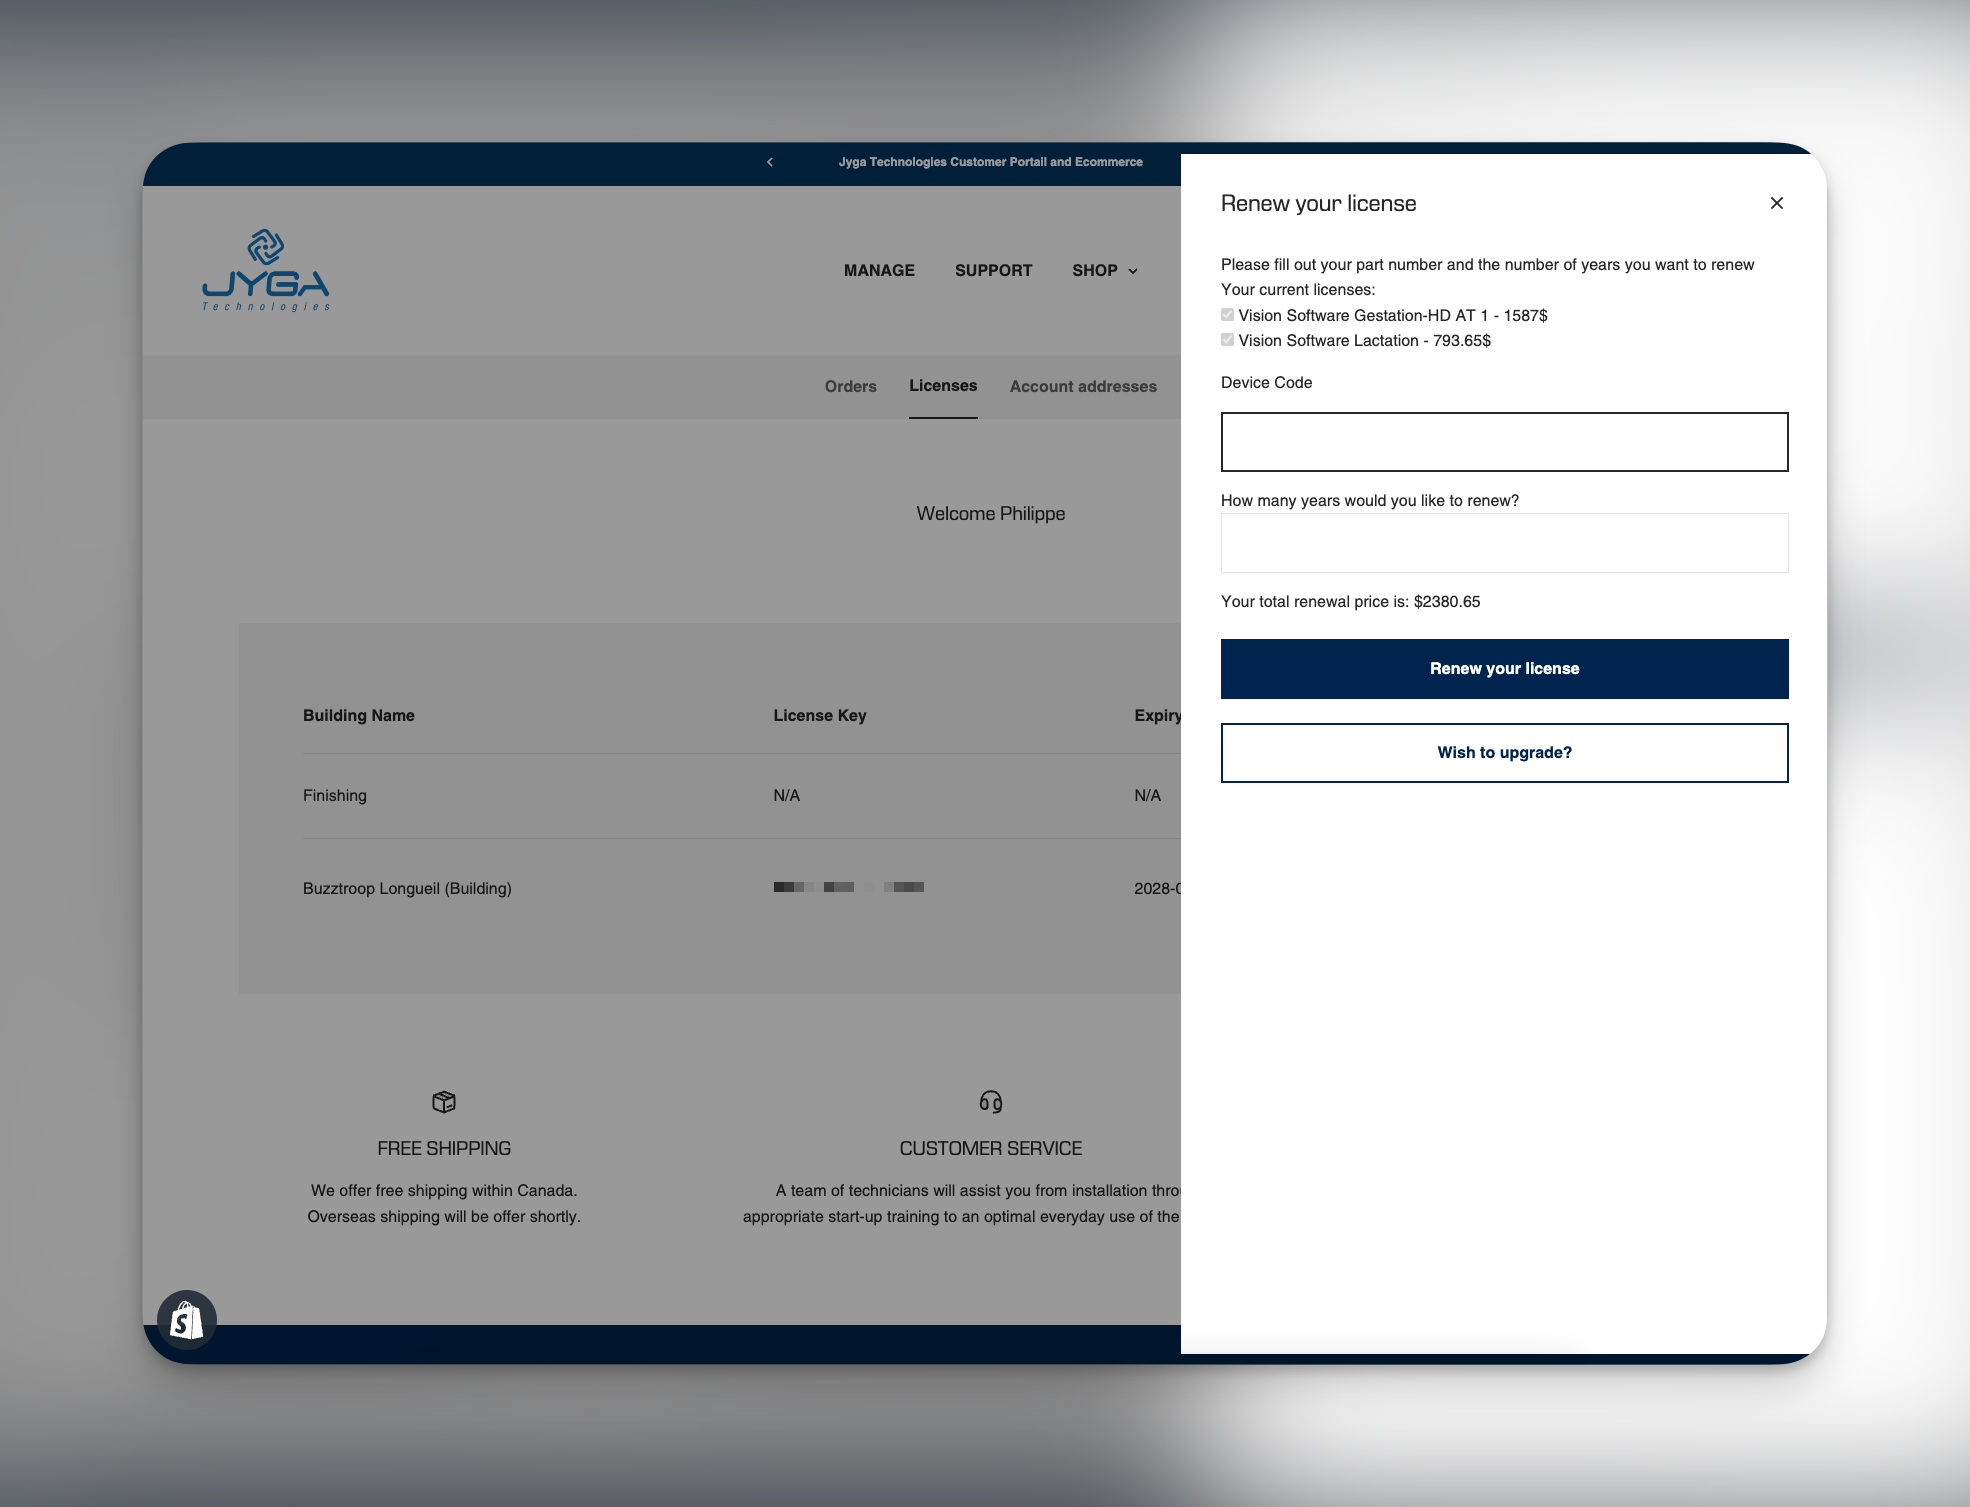 Jyga Technologies Customer Portail and Ecommerce
JYGA
Technologies
MANAGE
SUPPORT
SHOP
Orders
Licenses
Account addresses
Welcome Philippe
Building Name
License Key
Expiry
Finishing
N/A
N/A
Buzztroop Longueil (Building)
2028-0
FREE SHIPPING
We offer free shipping within Canada.
Overseas shipping will be offer shortly.
CUSTOMER SERVICE
A team of technicians will assist you from installation
appropriate start-up training to an optimal everyday use of the
Renew your license
Please fill out your part number and the number of years you want to renew
Your current licenses:
Vision Software Gestation-HD AT 1 - 1587$
Vision Software Lactation - 793.65$
Device Code
How many years would you like to renew?
Your total renewal price is: $2380.65
Renew your license
Wish to upgrade?